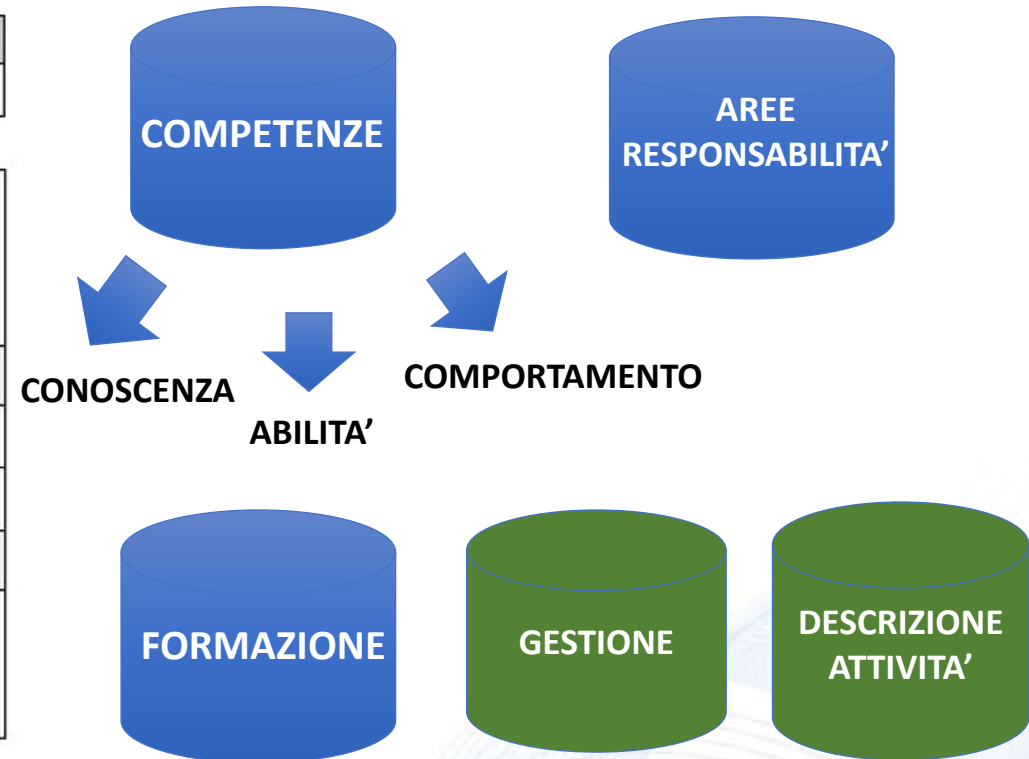 COMPETENZE
AREE
RESPONSABILITA’
CONOSCENZA
ABILITA’
COMPORTAMENTO
FORMAZIONE
GESTIONE
DESCRIZIONE
ATTIVITA’